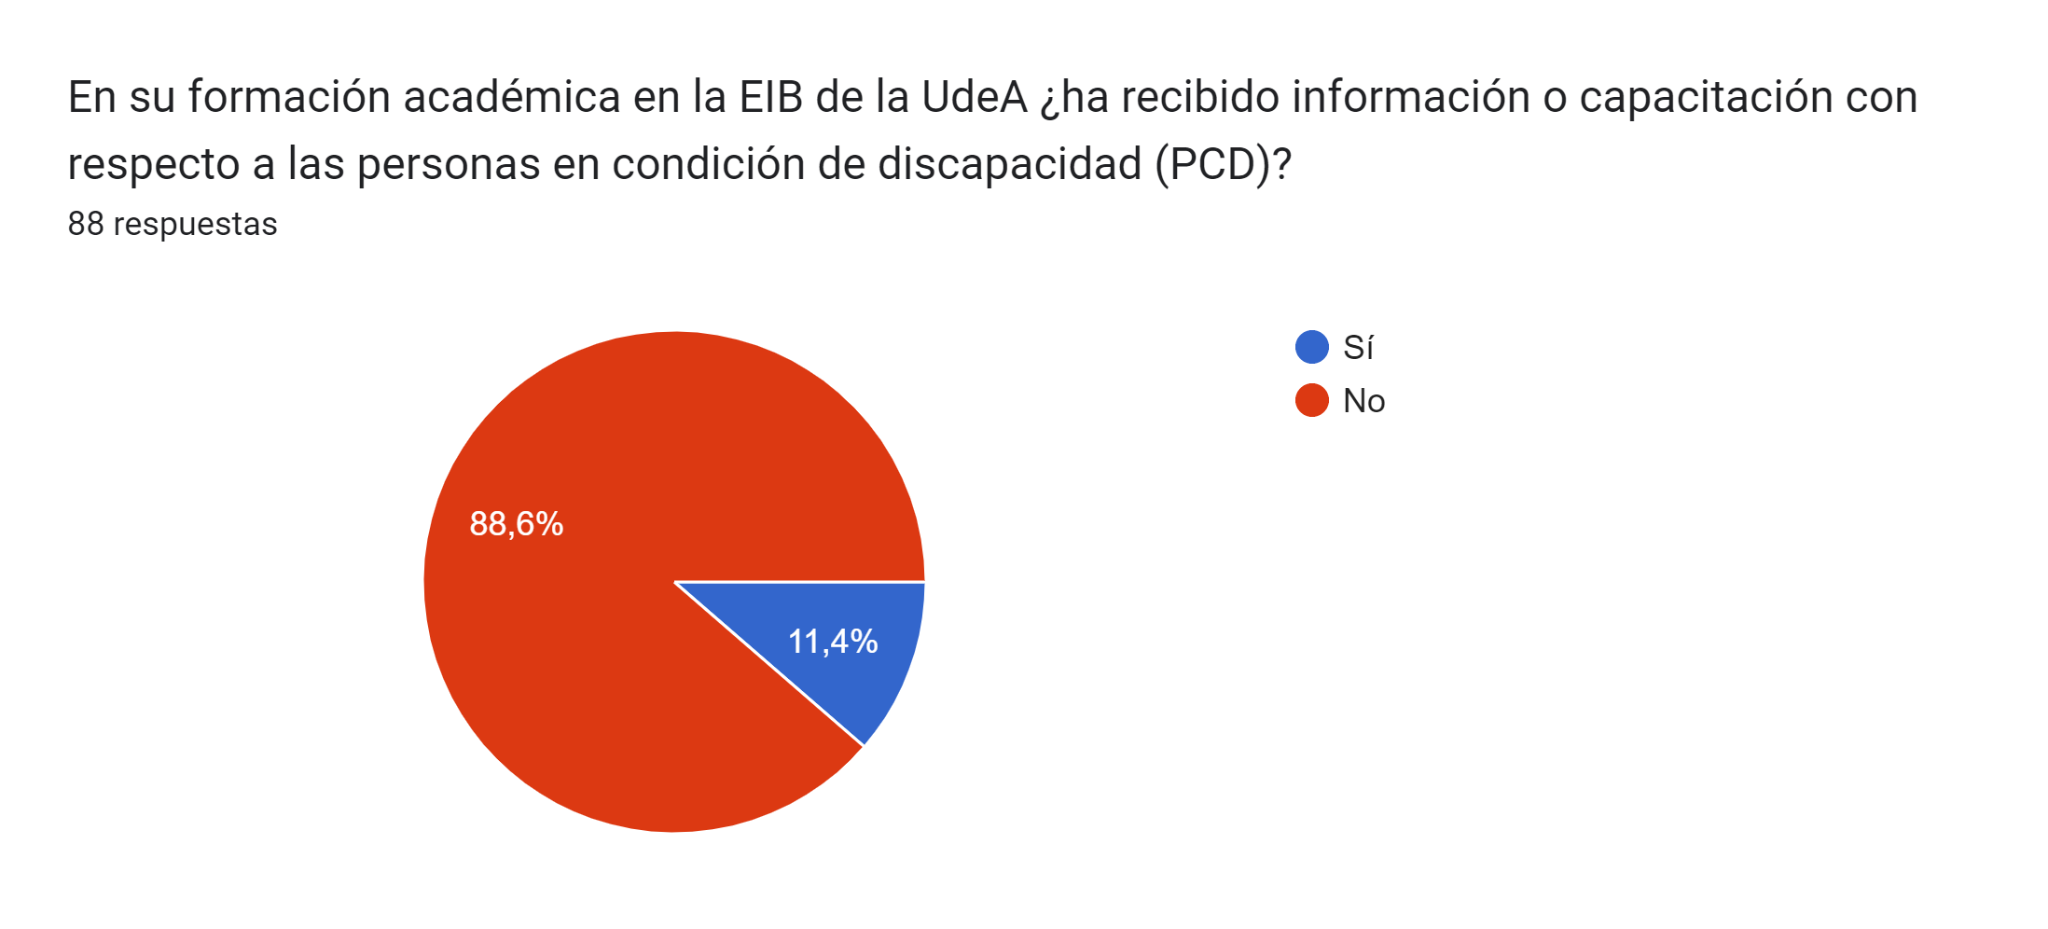 En su formación académica en la EIB de la UdeA ¿ha recibido información o capacitación con
respecto a las personas en condición de discapacidad (PCD)?
88 respuestas
Sí
No
88,6%
11,4%